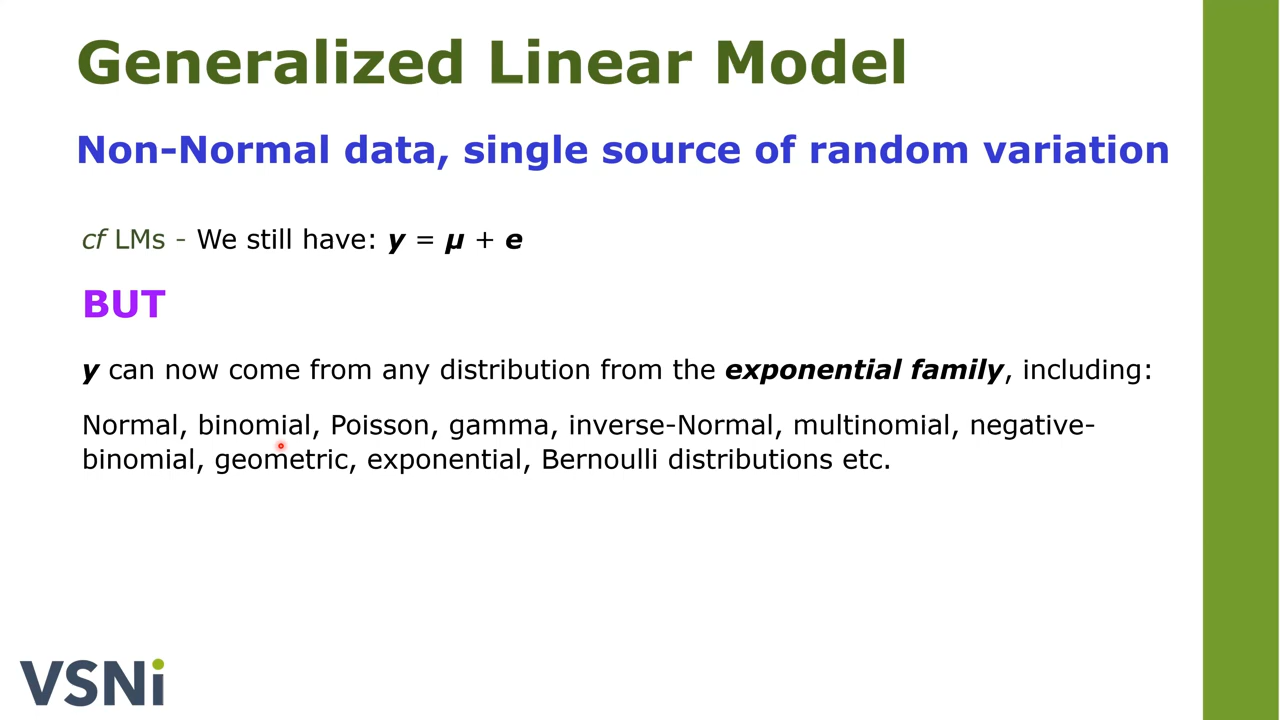 Generalized Linear Model
Non-Normal data, single source of random variation
cf LMs - We still have: y = μ + e
BUT
y can now come from any distribution from the exponential family, including:
Normal, binomial, Poisson, gamma, inverse-Normal, multinomial, negative-
binomial, geometric, exponential, Bernoulli distributions etc.
VSNi